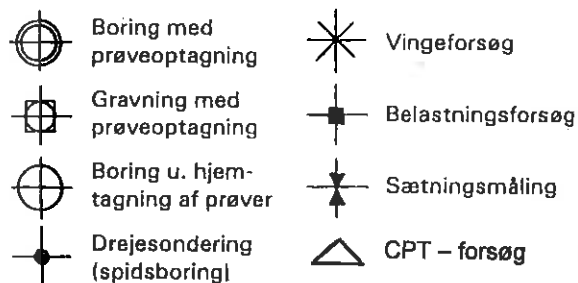 Boring med
prøveoptagning
Gravning med
prøveoptagning
Boring u. hjem-
tagning af prøver
Drejesondering
(spidsboring)
Vingeforsøg
Belastningsforsøg
Sætningsmåling
CPT – forsøg